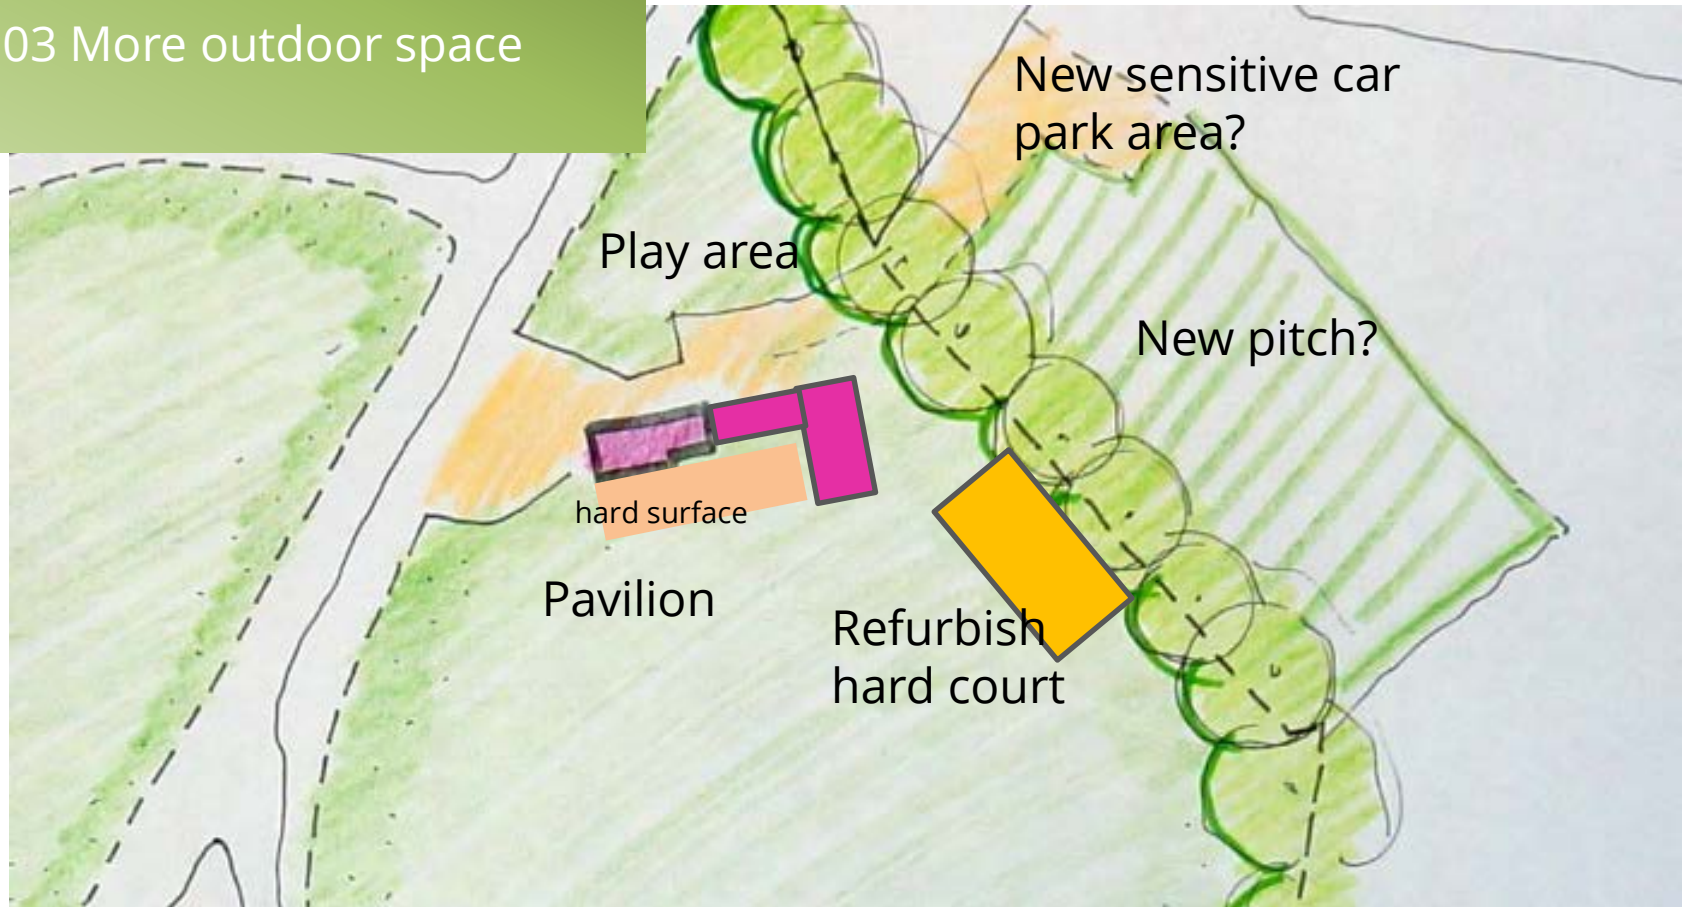 03 More outdoor space
New sensitive car
park area?
Play area
New pitch?
hard surface
Pavilion
Refurbish
hard court